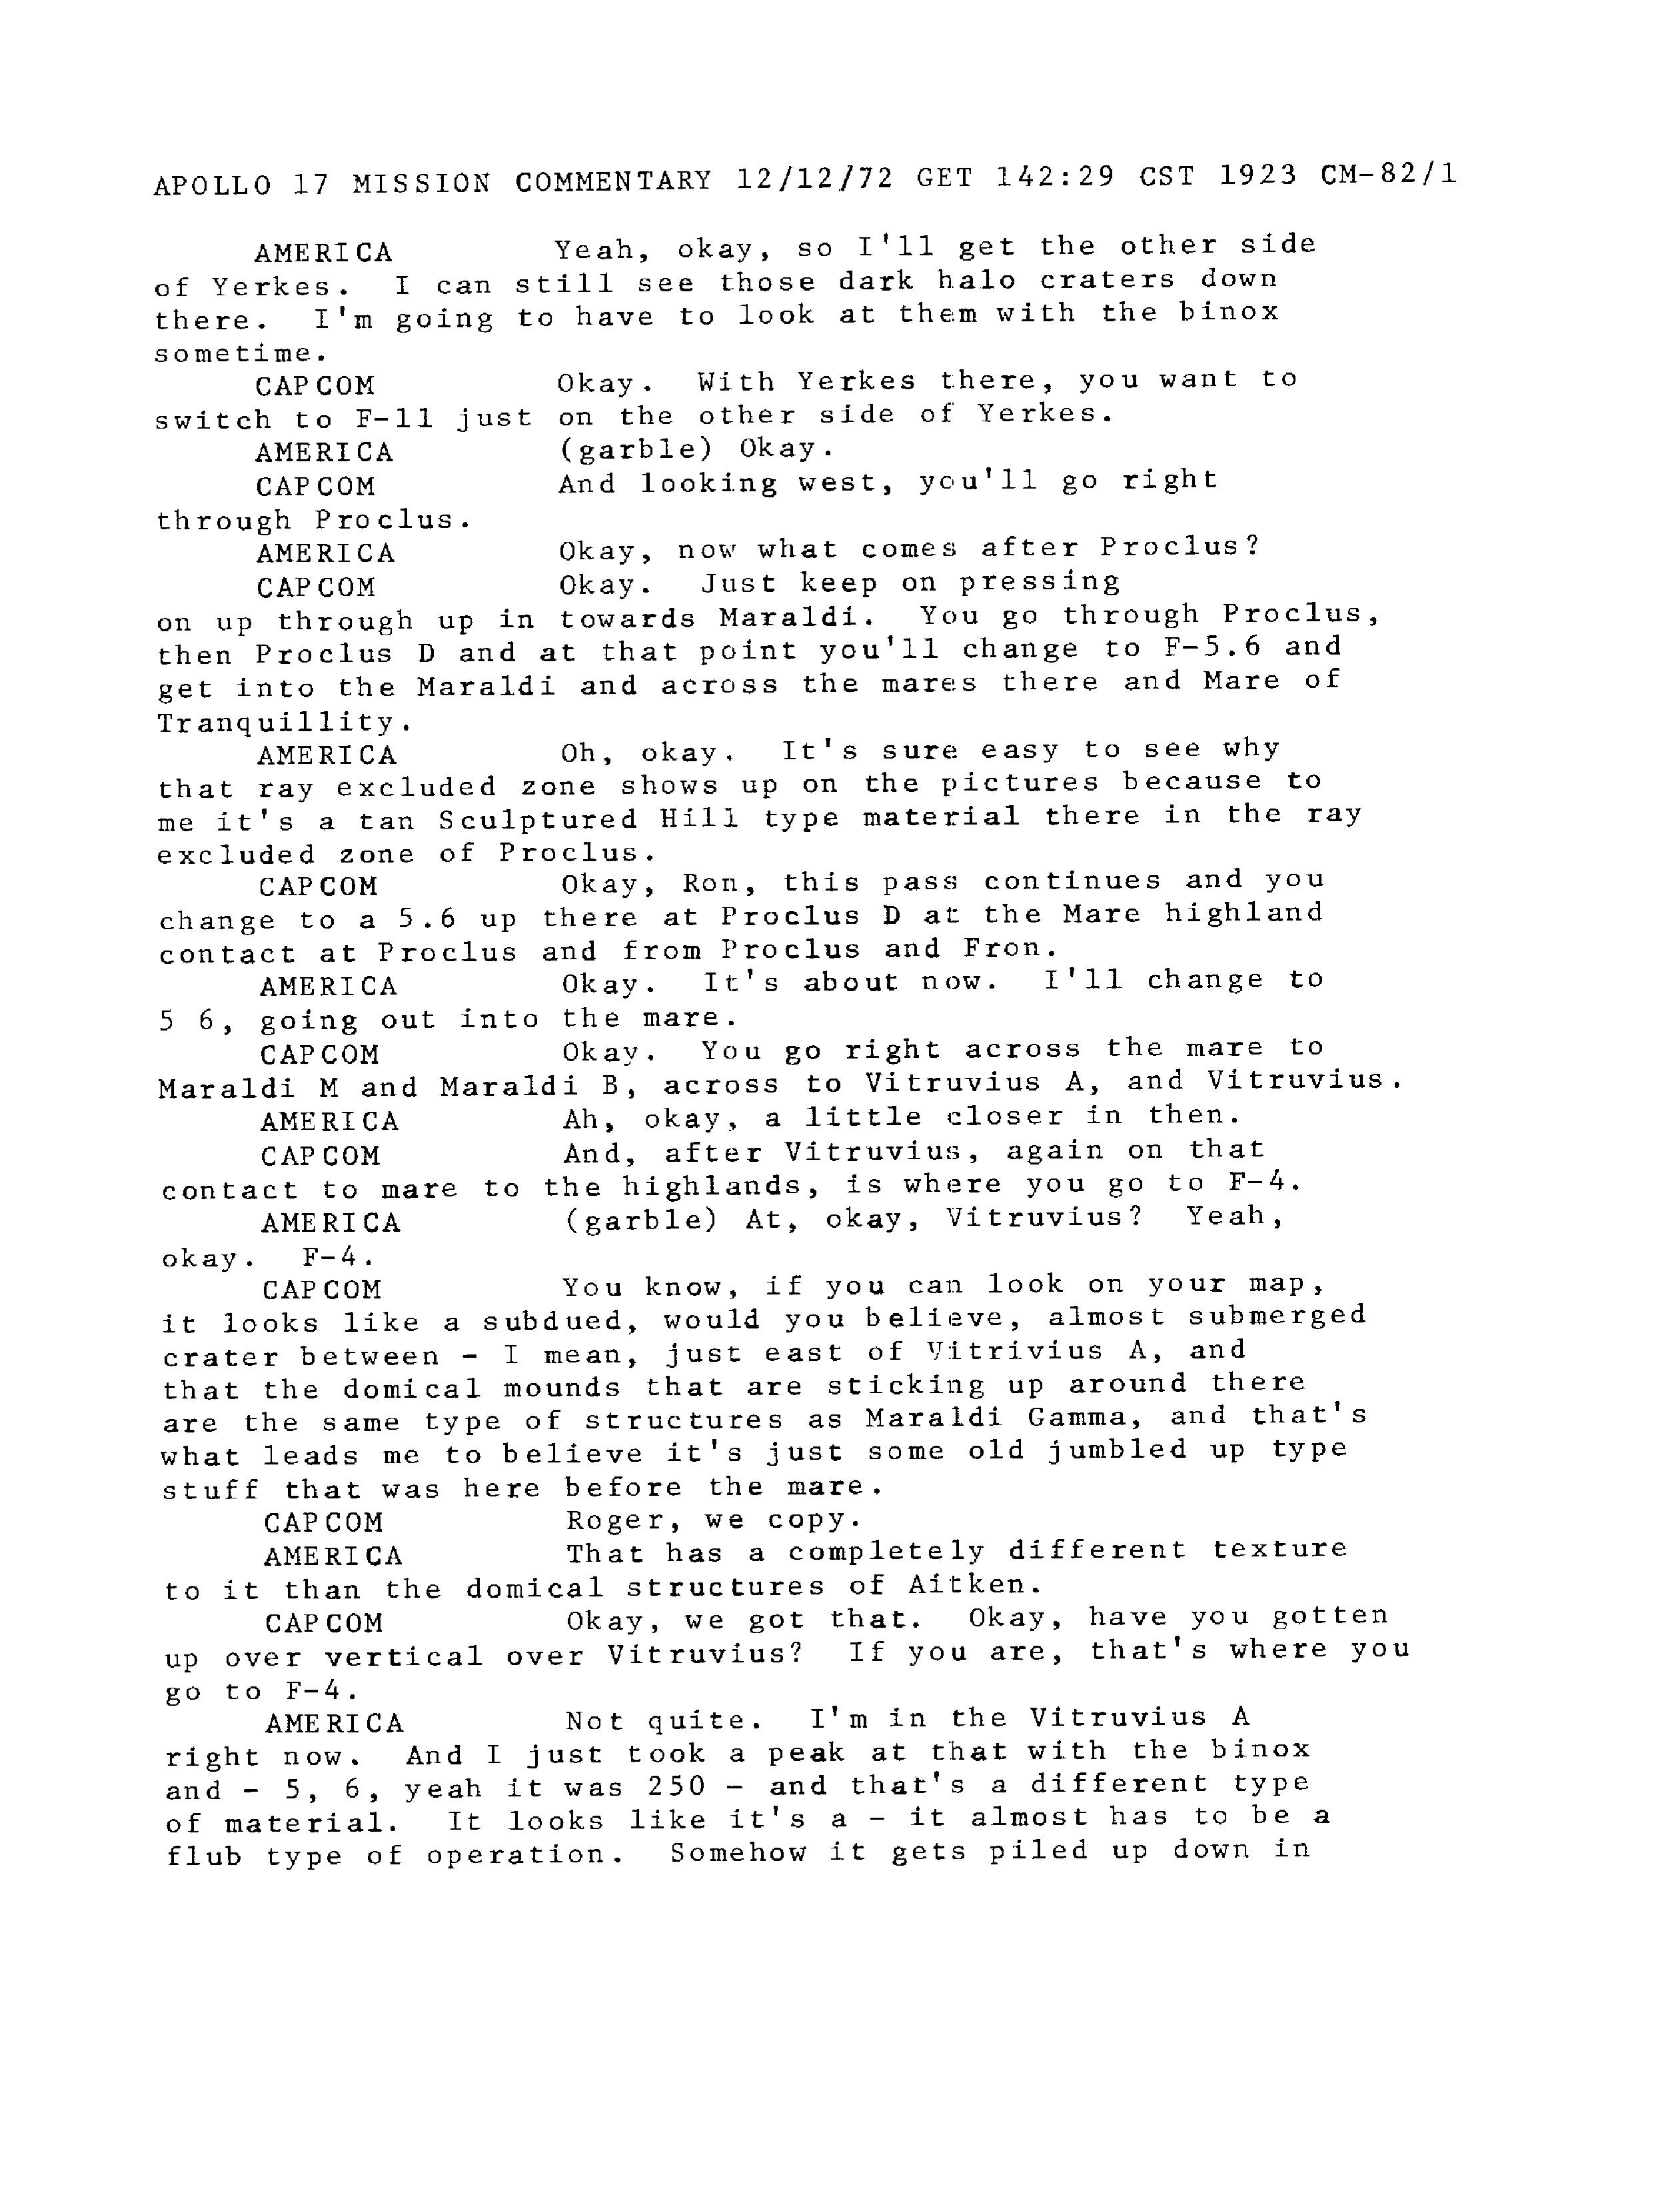 APOLLO 17 MISSION COMMENTARY 12/12/72 GET 142:29 CST 1923 CM-82/1
AMERICA Yeah, okay, so I'll get the other side
of Yerkes. I can still see those dark halo craters down
there. I'm going to have to look at them with the binox
sometime.
CAPCOM Okay. With Yerkes there, you want to
switch to F-11 just on the other side of Yerkes.
AMERICA (garble) Okay.
CAPCOM And looking west, you'll go right
through Proclus.
AMERICA Okay, now what comes after Proclus?
CAPCOM Okay. Just keep on pressing
on up through up in towards Maraldi. You go through Proclus,
then Proclus D and at that point you'll change to F-5.6 and
get into the Maraldi and across the mares there and Mare of
Tranquillity.
AMERICA Oh, okay. It's sure easy to see why
that ray excluded zone shows up on the pictures because to
me it's a tan Sculptured Hill type material there in the ray
excluded zone of Proclus.
CAPCOM Okay, Ron, this pass continues and you
change to a 5.6 up there at Proclus D at the Mare highland
contact at Proclus and from Proclus and Fron.
AMERICA Okay. It's about now. I'll change to
5 6, going out into the mare.
CAPCOM Okay. You go right across the mare to
Maraldi M and Maraldi B, across to Vitruvius A, and Vitruvius.
AMERICA Ah, okay, a little closer in then.
CAPCOM And, after Vitruvius, again on that
contact to mare to the highlands, is where you go to F-4.
AMERICA (garble) At, okay, Vitruvius? Yeah,
okay. F-4.
CAPCOM You know, if you can look on your map,
it looks like a subdued, would you believe, almost submerged
crater between - I mean, just east of Vitrivius A, and
that the domical mounds that are sticking up around there
are the same type of structures as Maraldi Gamma, and that's
what leads me to believe it's just some old jumbled up type
stuff that was here before the mare.
CAPCOM Roger, we copy.
AMERICA That has a completely different texture
to it than the domical structures of Aitken.
CAPCOM Okay, we got that. Okay, have you gotten
up over vertical over Vitruvius? If you are, that's where you
go to F-4.
AMERICA Not quite. I'm in the Vitruvius A
right now. And I just took a peak at that with the binox
and - 5, 6, yeah it was 250 - and that's a different type
of material. It looks like it's a - it almost has to be a
flub type of operation. Somehow it gets piled up down in